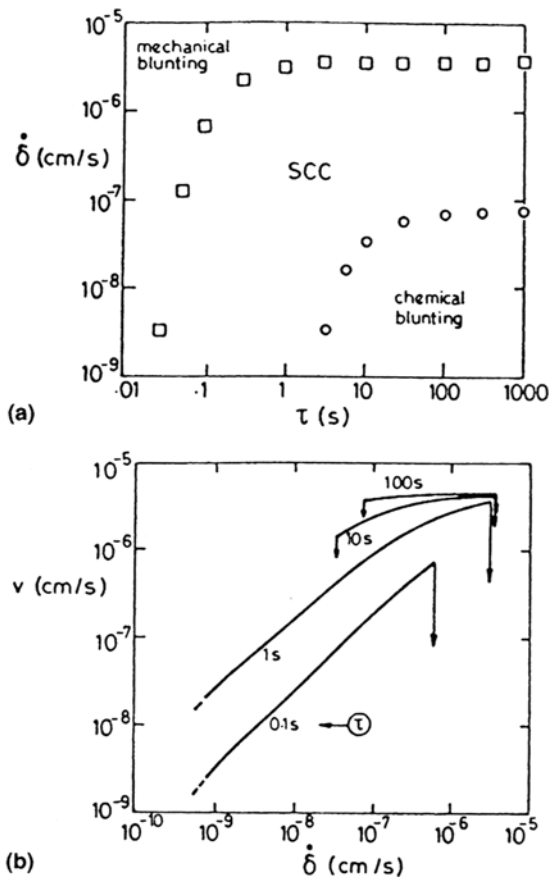 10⁻⁵
mechanical
blunting
10⁻⁶
δ̇ (cm/s)
SCC
10⁻⁷
10⁻⁸
chemical
blunting
10⁻⁹
·01 ·1 1 10 100 1000
τ (s)
(a)
10⁻⁵
100s
10s
10⁻⁶
v (cm/s)
10⁻⁷
1s
10⁻⁸
0·1s
τ
10⁻⁹
10⁻¹⁰ 10⁻⁹ 10⁻⁸ 10⁻⁷ 10⁻⁶ 10⁻⁵
(b)
δ̇ (cm/s)